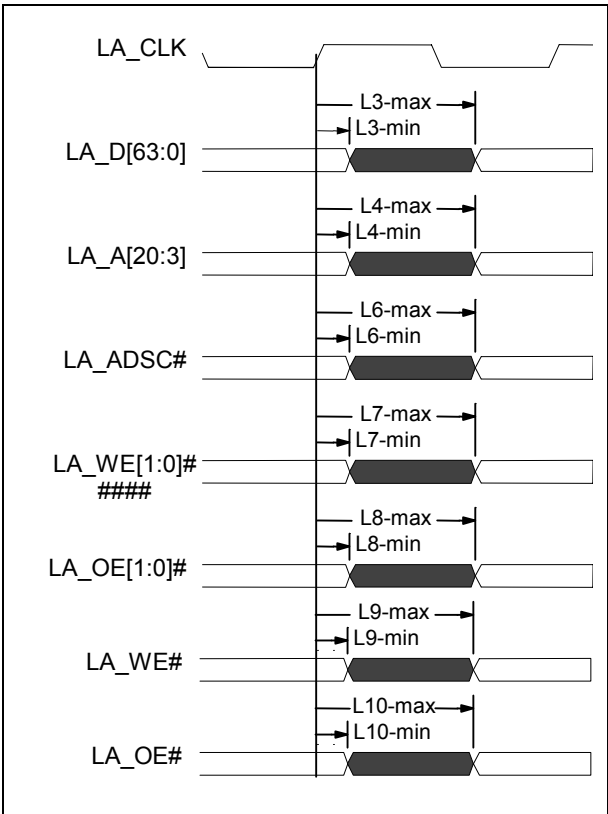 LA_CLK
L3-max
L3-min
LA_D[63:0]
L4-max
L4-min
LA_A[20:3]
L6-max
L6-min
LA_ADSC#
L7-max
L7-min
LA_WE[1:0]#
####
L8-max
L8-min
LA_OE[1:0]#
L9-max
L9-min
LA_WE#
L10-max
L10-min
LA_OE#